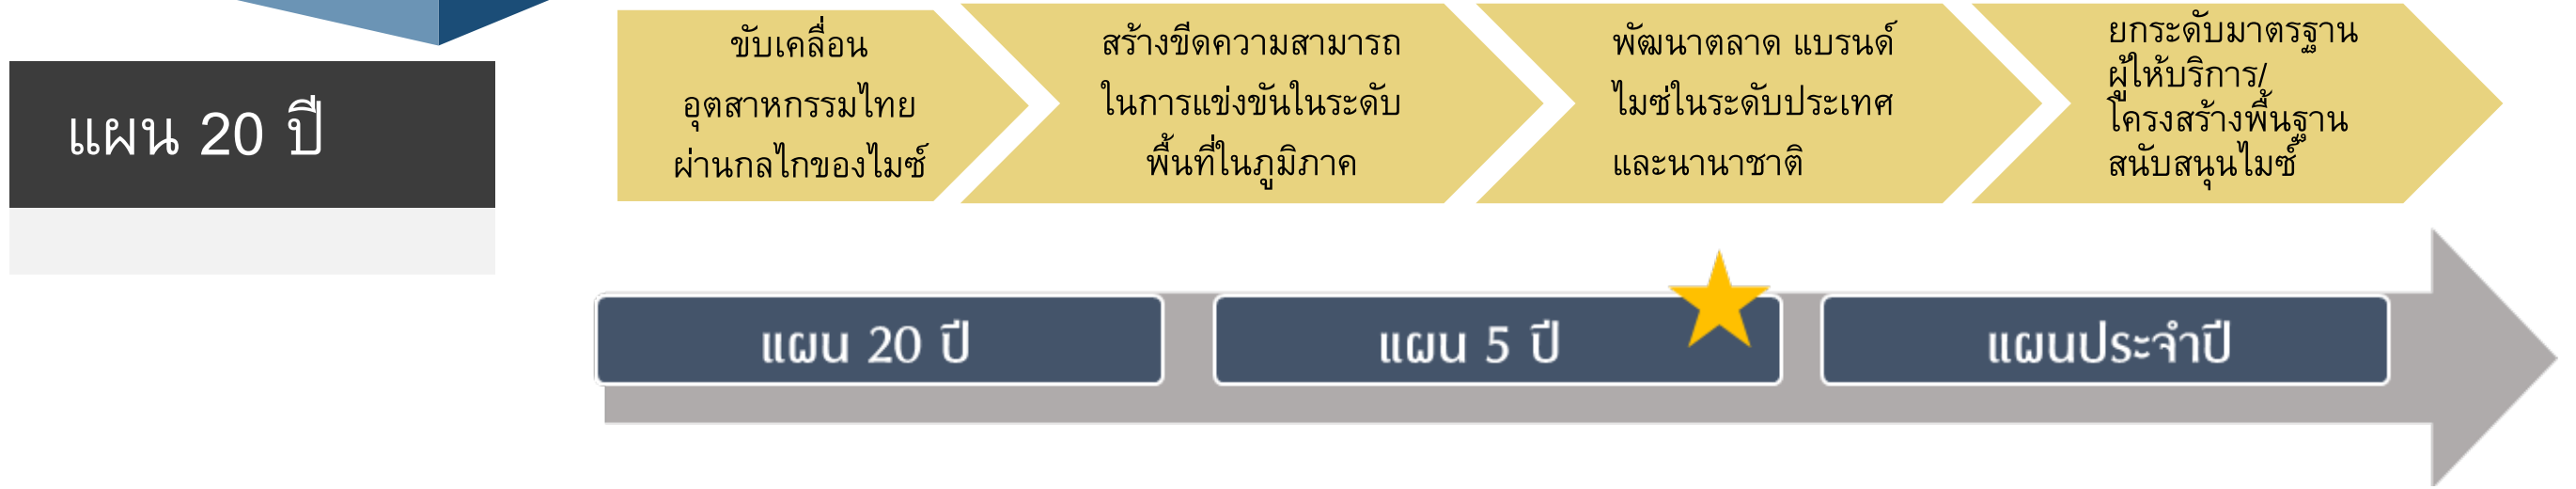 แผน 20 ปี
ขับเคลื่อน
อุตสาหกรรมไทย
ผ่านกลไกของไมซ์
สร้างขีดความสามารถ
ในการแข่งขันในระดับ
พื้นที่ในภูมิภาค
พัฒนาตลาด แบรนด์
ไมซ์ในระดับประเทศ
และนานาชาติ
ยกระดับมาตรฐาน
ผู้ให้บริการ/
โครงสร้างพื้นฐาน
สนับสนุนไมซ์
แผน 20 ปี
แผน 5 ปี
แผนประจำปี